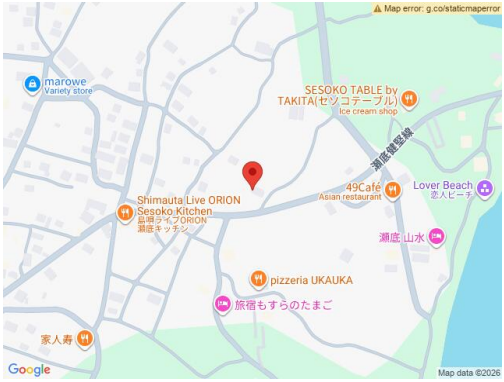 Map error: g.co/staticmaperror
marowe
Variety store
SESOKO TABLE by
TAKITA(セソコテーブル)
Ice cream shop
瀬底健堅線
Shimauta Live ORION
Sesoko Kitchen
島唄ライブORION
瀬底キッチン
49Café
Asian restaurant
Lover Beach
恋人ビーチ
瀬底 山水
pizzeria UKAUKA
旅宿もすらのたまご
家人寿
Google
Map data ©2026